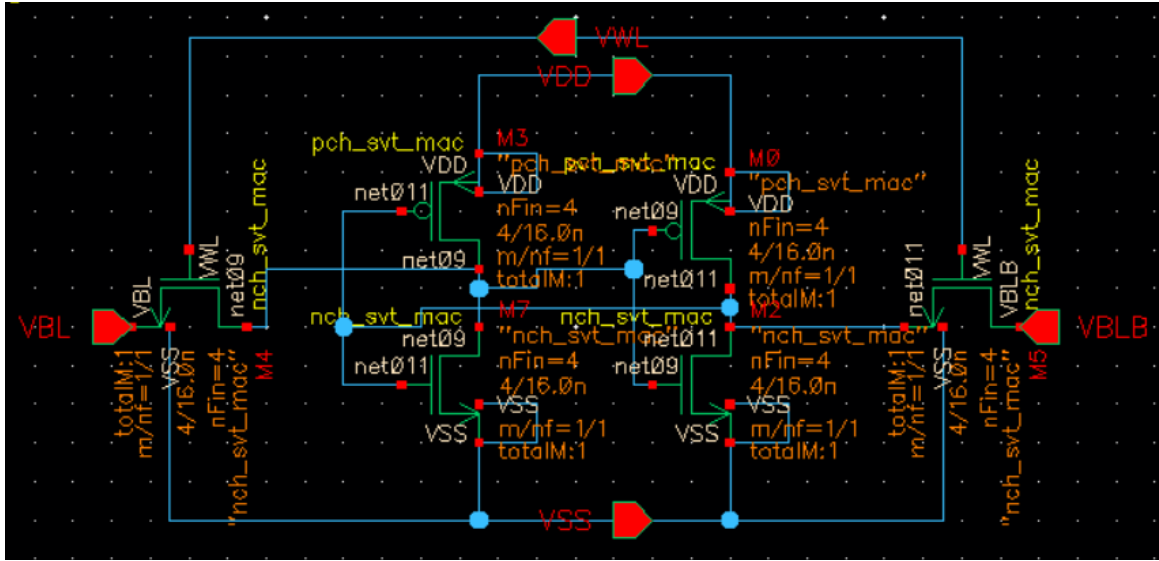 VWL
VDD
pch_svt_mac
M3
"pch_svt_mac"
VDD
VDD
net011
nFin=4
4/16.0n
m/nf=1/1
totalM:1
net09
pch_svt_mac
M0
"pch_svt_mac"
VDD
VDD
net09
nFin=4
4/16.0n
m/nf=1/1
totalM:1
net011
VBL
VBL
VWL
net09
nch_svt_mac
M4
"nch_svt_mac"
nFin=4
4/16.0n
VSS
m/nf=1/1
totalM:1
nch_svt_mac
M7
"nch_svt_mac"
net09
net011
nFin=4
4/16.0n
VSS
VSS
m/nf=1/1
totalM:1
nch_svt_mac
M2
"nch_svt_mac"
net011
net09
nFin=4
4/16.0n
VSS
VSS
m/nf=1/1
totalM:1
net011
VWL
VBLB
nch_svt_mac
VBLB
M5
"nch_svt_mac"
nFin=4
4/16.0n
VSS
m/nf=1/1
totalM:1
VSS